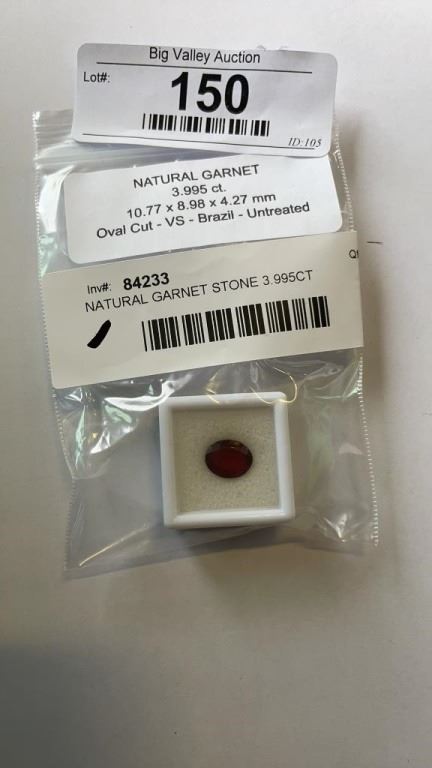 Big Valley Auction
Lot#:
150
ID:105
NATURAL GARNET
3.995 ct.
10.77 x 8.98 x 4.27 mm
Oval Cut - VS - Brazil - Untreated
Inv#: 84233
NATURAL GARNET STONE 3.995CT